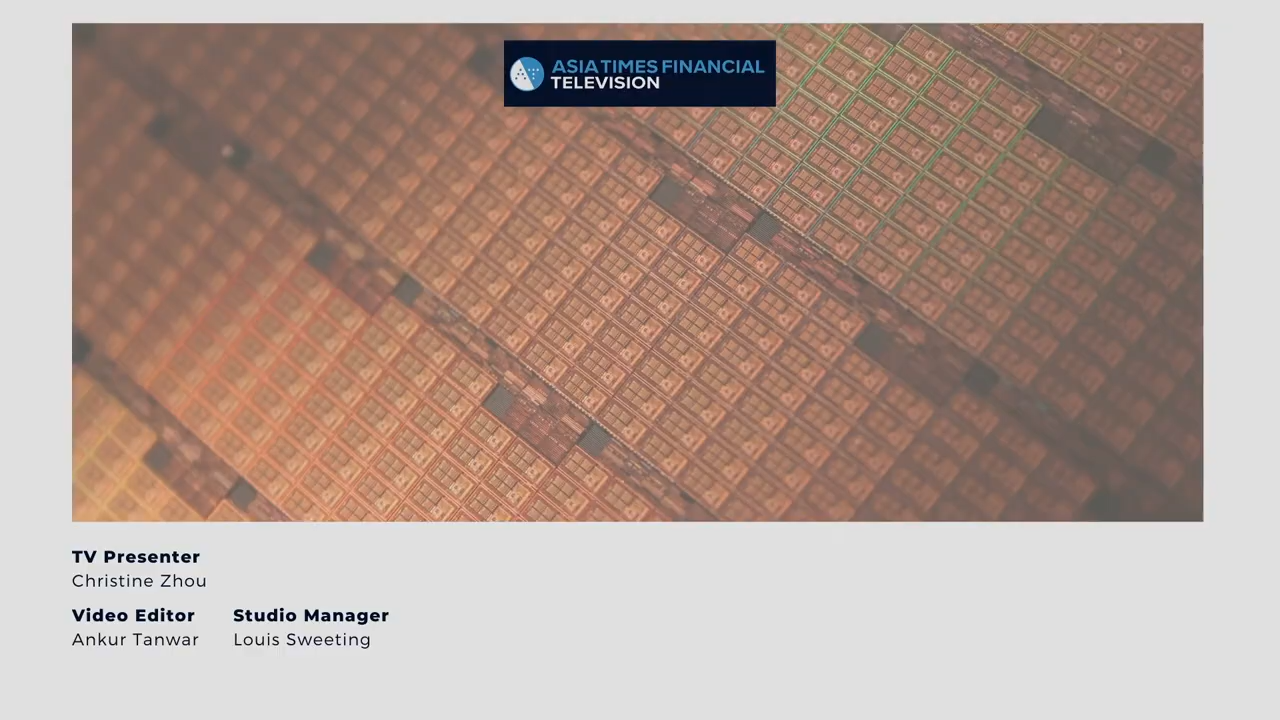 ASIA TIMES FINANCIAL
TELEVISION
TV Presenter
Christine Zhou
Video Editor
Ankur Tanwar
Studio Manager
Louis Sweeting